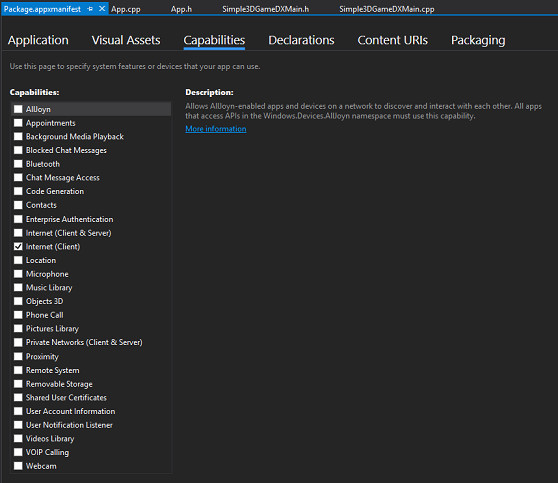 Package.appxmanifest App.cpp App.h Simple3DGameDXMain.h Simple3DGameDXMain.cpp
Application Visual Assets Capabilities Declarations Content URIs Packaging
Use this page to specify system features or devices that your app can use.
Capabilities:
AllJoyn
Appointments
Background Media Playback
Blocked Chat Messages
Bluetooth
Chat Message Access
Code Generation
Contacts
Enterprise Authentication
Internet (Client & Server)
Internet (Client)
Location
Microphone
Music Library
Objects 3D
Phone Call
Pictures Library
Private Networks (Client & Server)
Proximity
Remote System
Removable Storage
Shared User Certificates
User Account Information
User Notification Listener
Videos Library
VOIP Calling
Webcam
Description:
Allows AllJoyn-enabled apps and devices on a network to discover and interact with each other. All apps
that access APIs in the Windows.Devices.AllJoyn namespace must use this capability.
More information